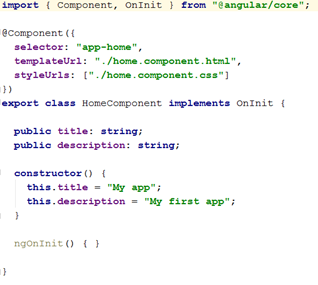 import { Component, OnInit } from "@angular/core";
@Component({
selector: "app-home",
templateUrl: "./home.component.html",
styleUrls: ["./home.component.css"]
})
export class HomeComponent implements OnInit {
public title: string;
public description: string;
constructor() {
this.title = "My app";
this.description = "My first app";
}
ngOnInit() { }
}